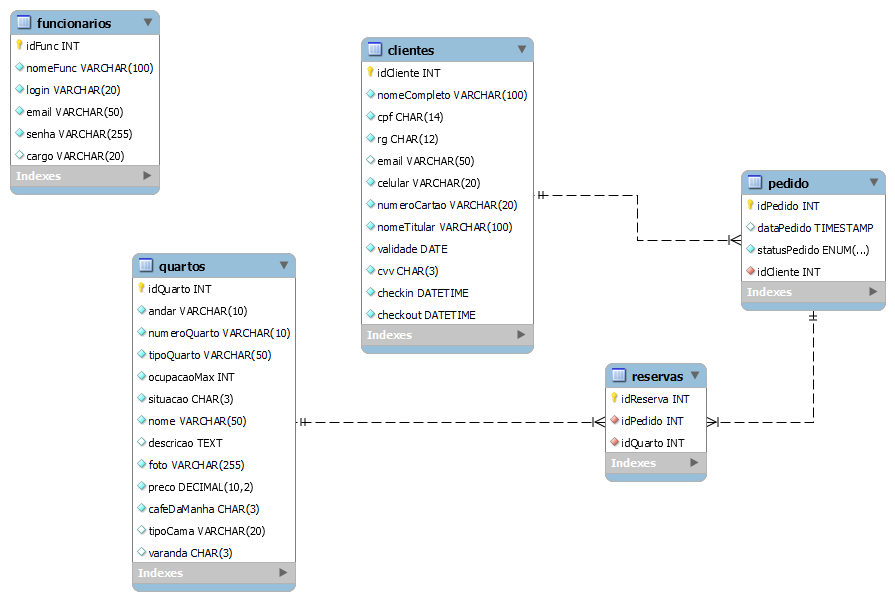 funcionarios
idFunc INT
nomeFunc VARCHAR(100)
login VARCHAR(20)
email VARCHAR(50)
senha VARCHAR(255)
cargo VARCHAR(20)
Indexes
clientes
idCliente INT
nomeCompleto VARCHAR(100)
cpf CHAR(14)
rg CHAR(12)
email VARCHAR(50)
celular VARCHAR(20)
numeroCartao VARCHAR(20)
nomeTitular VARCHAR(100)
validade DATE
cvv CHAR(3)
checkin DATETIME
checkout DATETIME
Indexes
pedido
idPedido INT
dataPedido TIMESTAMP
statusPedido ENUM(...)
idCliente INT
Indexes
quartos
idQuarto INT
andar VARCHAR(10)
numeroQuarto VARCHAR(10)
tipoQuarto VARCHAR(50)
ocupacaoMax INT
situacao CHAR(3)
nome VARCHAR(50)
descricao TEXT
foto VARCHAR(255)
preco DECIMAL(10,2)
cafeDaManha CHAR(3)
tipoCama VARCHAR(20)
varanda CHAR(3)
Indexes
reservas
idReserva INT
idPedido INT
idQuarto INT
Indexes